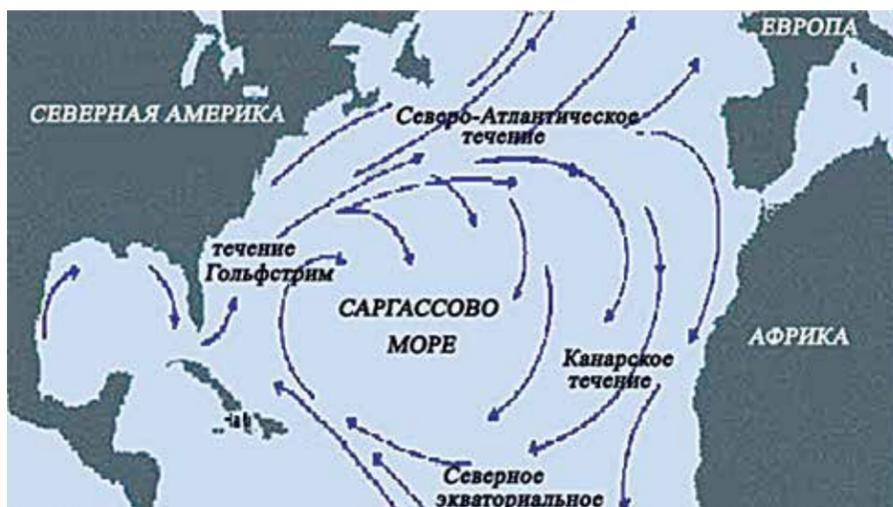 ЕВРОПА
СЕВЕРНАЯ АМЕРИКА
Северо-Атлантическое
течение
течение
Гольфстрим
САРГАССОВО
МОРЕ
АФРИКА
Канарское
течение
Северное
экваториальное